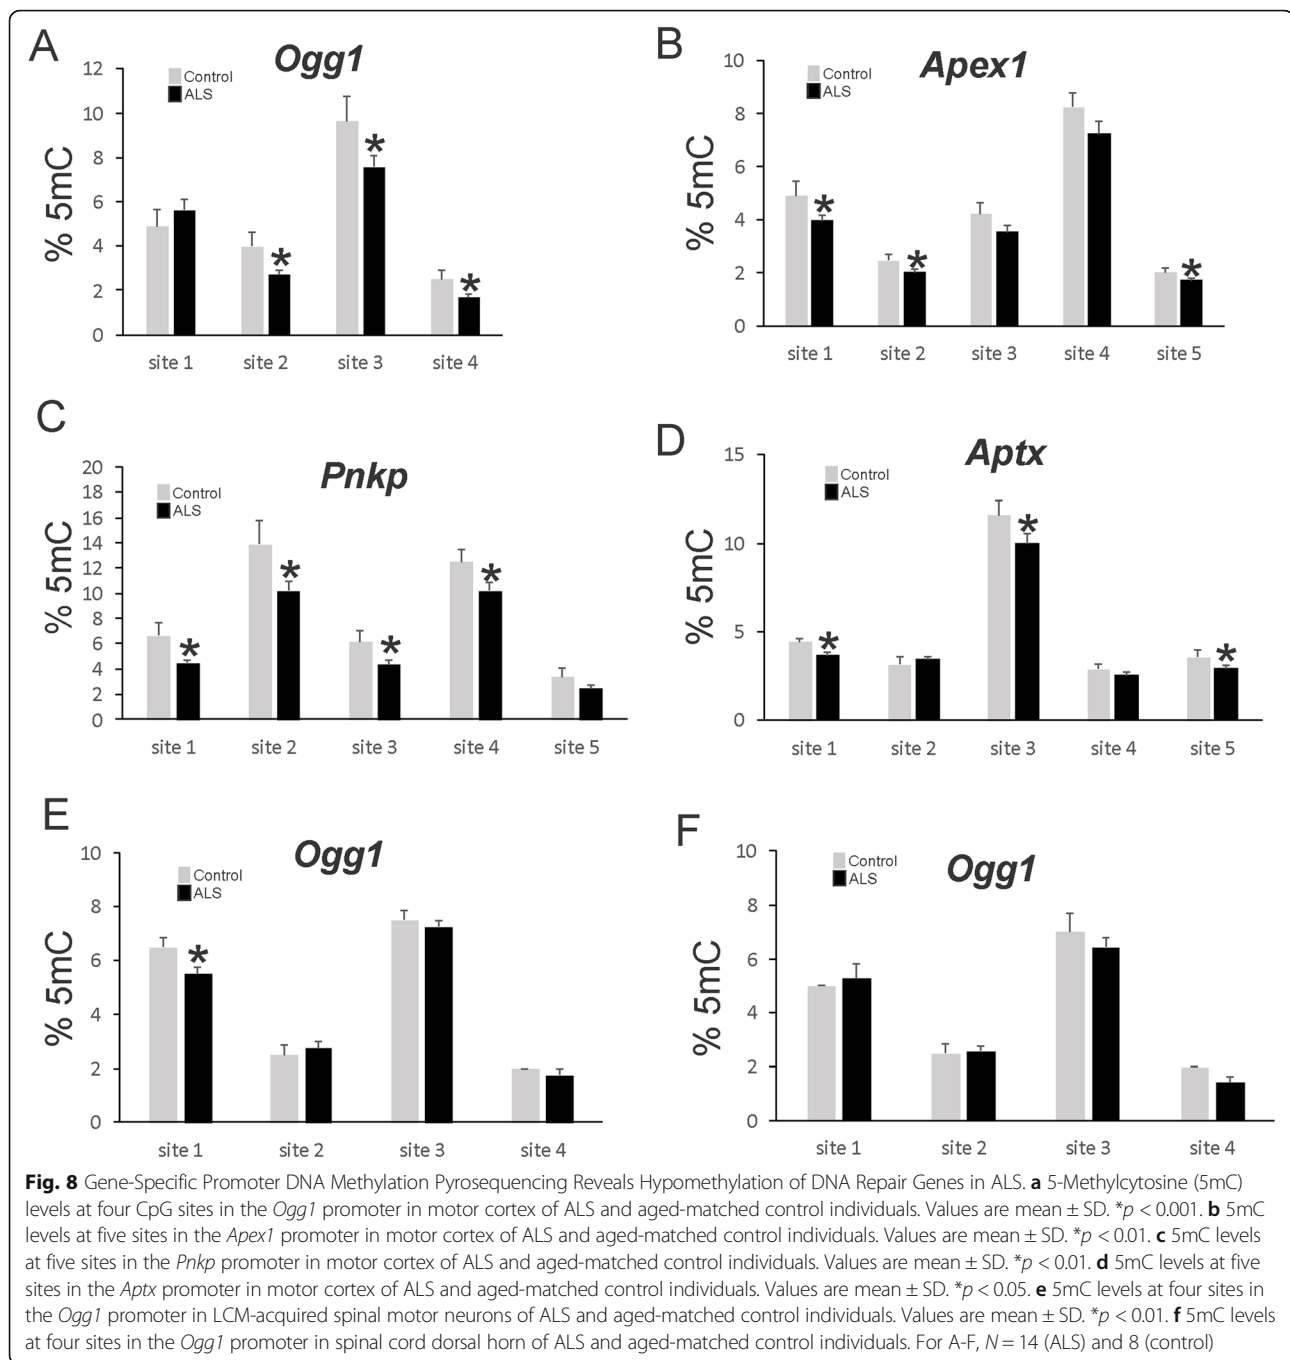 A
Ogg1
Control
ALS
% 5mC
12
10
8
6
4
2
0
*
*
*
site 1 site 2 site 3 site 4
B
Apex1
Control
ALS
% 5mC
10
8
6
4
2
0
*
*
*
site 1 site 2 site 3 site 4 site 5
C
Pnkp
Control
ALS
% 5mC
20
18
16
14
12
10
8
6
4
2
0
*
*
*
*
site 1 site 2 site 3 site 4 site 5
D
Aptx
Control
ALS
% 5mC
15
10
5
0
*
*
*
site 1 site 2 site 3 site 4 site 5
E
Ogg1
Control
ALS
% 5mC
10
8
6
4
2
0
*
site 1 site 2 site 3 site 4
F
Ogg1
Control
ALS
% 5mC
10
8
6
4
2
0
site 1 site 2 site 3 site 4
Fig. 8 Gene-Specific Promoter DNA Methylation Pyrosequencing Reveals Hypomethylation of DNA Repair Genes in ALS. a 5-Methylcytosine (5mC)
levels at four CpG sites in the Ogg1 promoter in motor cortex of ALS and aged-matched control individuals. Values are mean ± SD. *p < 0.001. b 5mC
levels at five sites in the Apex1 promoter in motor cortex of ALS and aged-matched control individuals. Values are mean ± SD. *p < 0.01. c 5mC levels
at five sites in the Pnkp promoter in motor cortex of ALS and aged-matched control individuals. Values are mean ± SD. *p < 0.01. d 5mC levels at five
sites in the Aptx promoter in motor cortex of ALS and aged-matched control individuals. Values are mean ± SD. *p < 0.05. e 5mC levels at four sites in
the Ogg1 promoter in LCM-acquired spinal motor neurons of ALS and aged-matched control individuals. Values are mean ± SD. *p < 0.01. f 5mC levels
at four sites in the Ogg1 promoter in spinal cord dorsal horn of ALS and aged-matched control individuals. For A-F, N = 14 (ALS) and 8 (control)